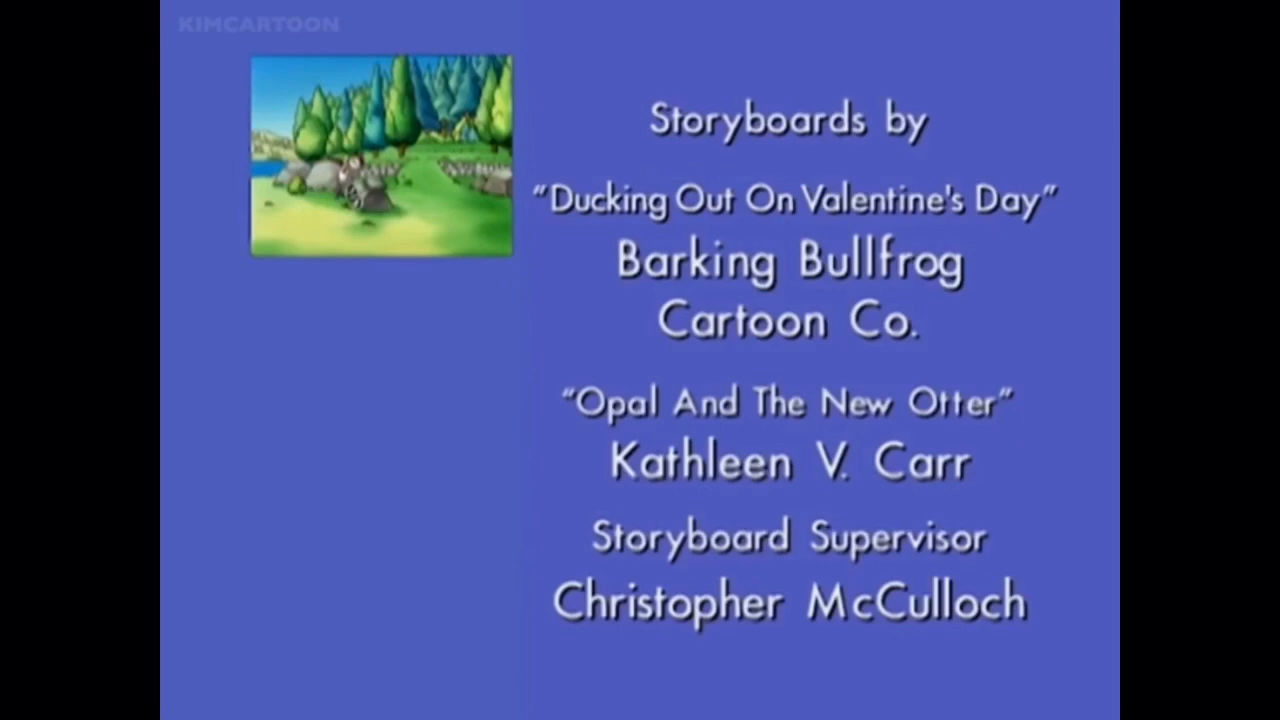 KIMCARTOON
Storyboards by
"Ducking Out On Valentine's Day"
Barking Bullfrog
Cartoon Co.
"Opal And The New Otter"
Kathleen V. Carr
Storyboard Supervisor
Christopher McCulloch